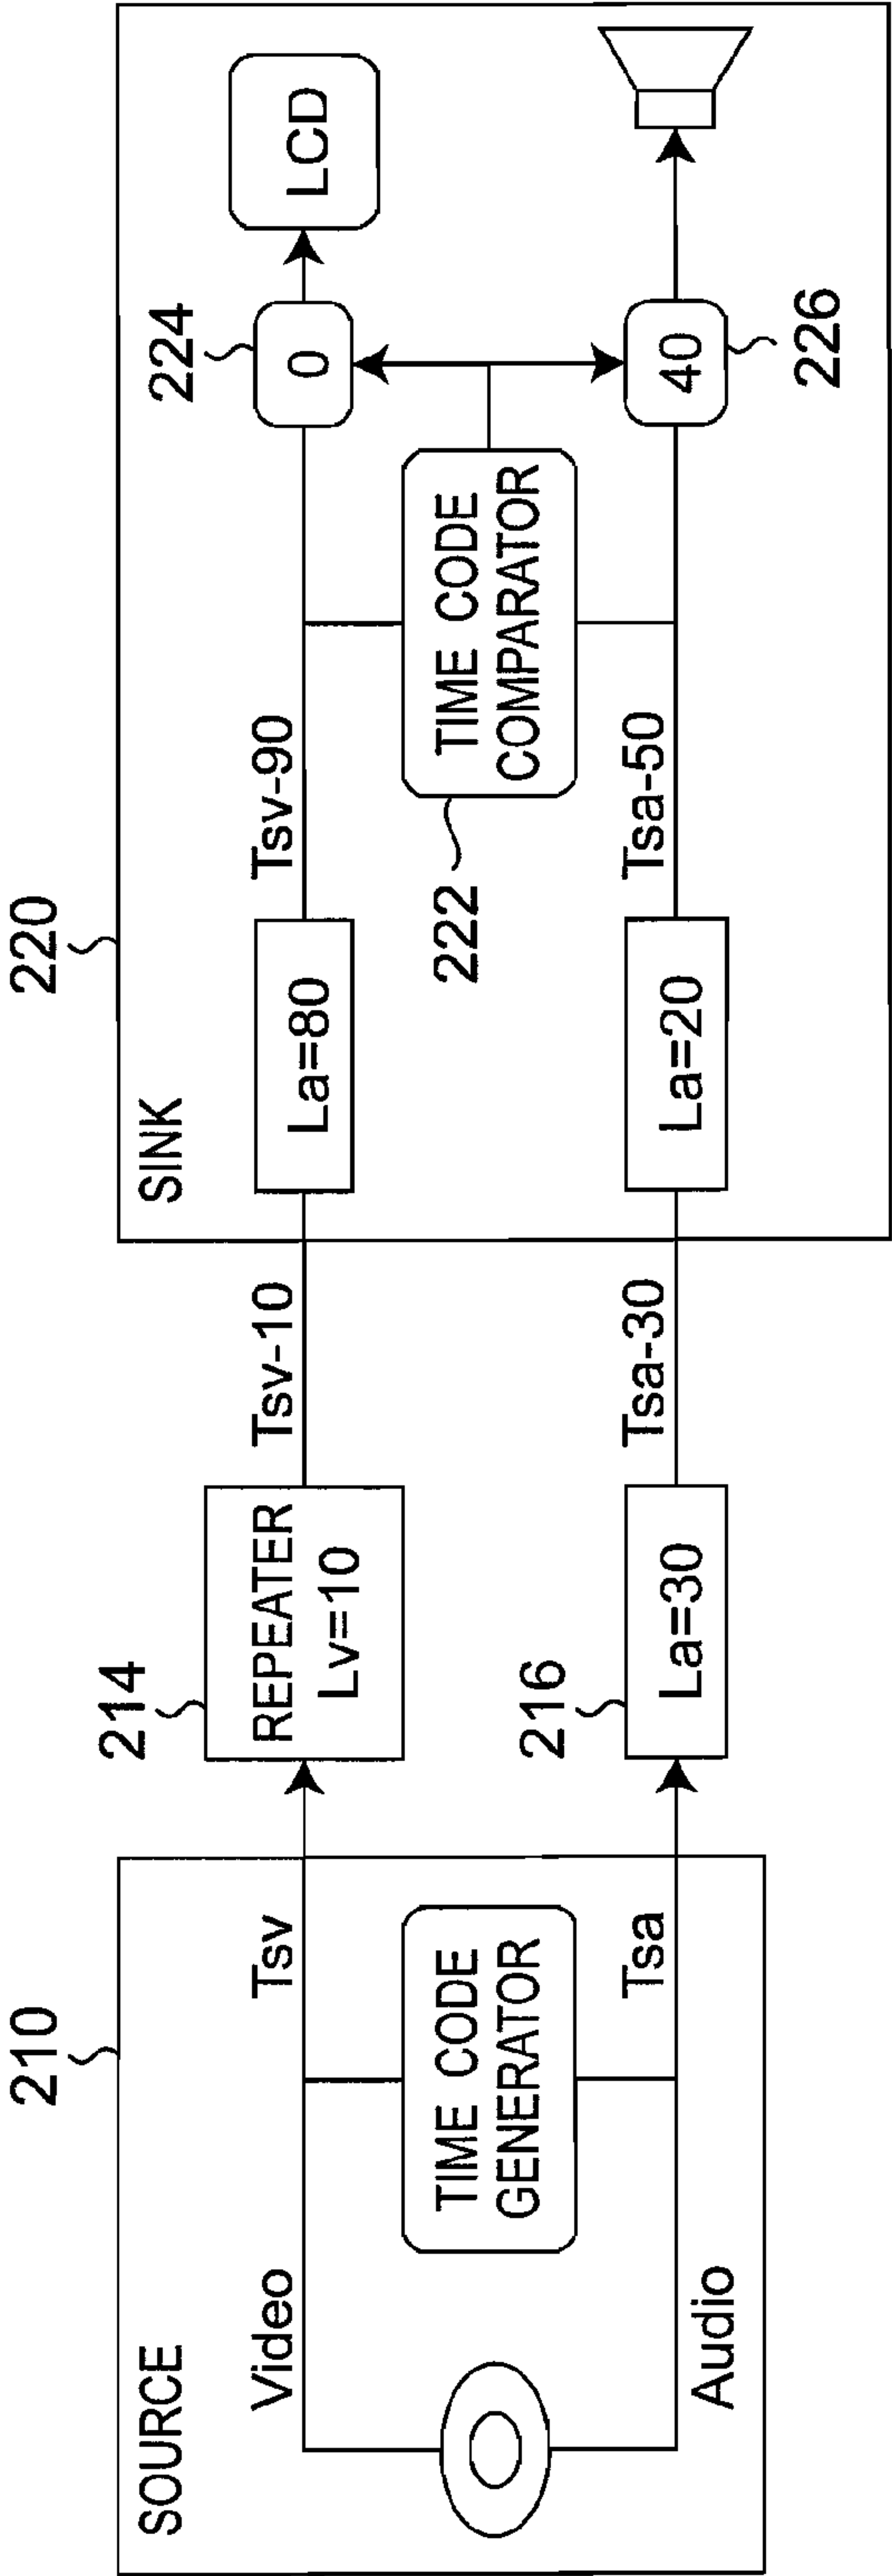 210
SOURCE
Video
Tsv
TIME CODE
GENERATOR
Audio
Tsa
214
REPEATER
Lv=10
216
La=30
Tsv-10
Tsa-30
220
SINK
La=80
Tsv-90
224
0
LCD
222
TIME CODE
COMPARATOR
La=20
Tsa-50
40
226